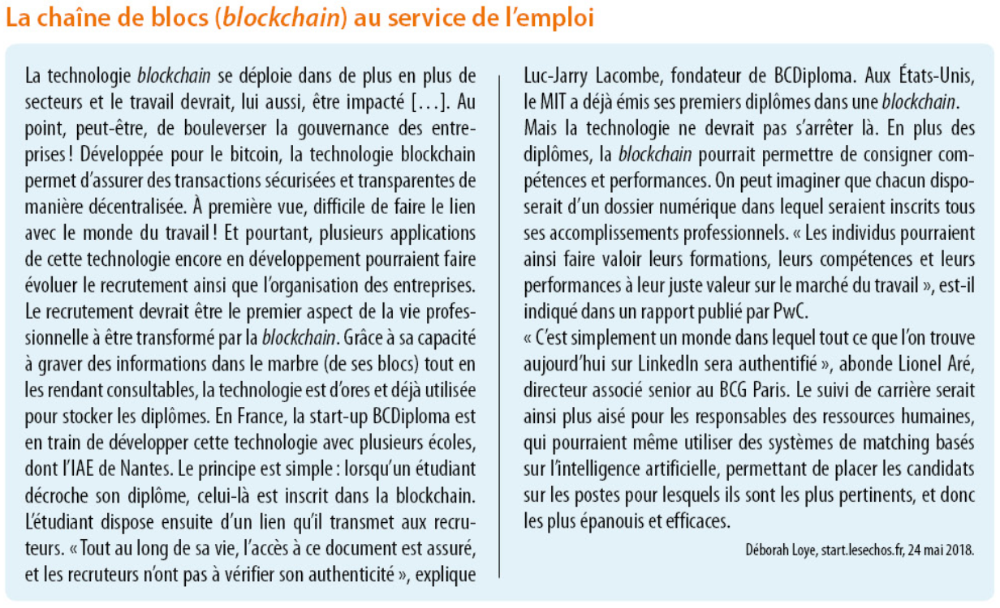 La chaîne de blocs (blockchain) au service de l’emploi
La technologie blockchain se déploie dans de plus en plus de
secteurs et le travail devrait, lui aussi, être impacté […]. Au
point, peut-être, de bouleverser la gouvernance des entre-
prises ! Développée pour le bitcoin, la technologie blockchain
permet d’assurer des transactions sécurisées et transparentes de
manière décentralisée. À première vue, difficile de faire le lien
avec le monde du travail ! Et pourtant, plusieurs applications
de cette technologie encore en développement pourraient faire
évoluer le recrutement ainsi que l’organisation des entreprises.
Le recrutement devrait être le premier aspect de la vie profes-
sionnelle à être transformé par la blockchain. Grâce à sa capacité
à graver des informations dans le marbre (de ses blocs) tout en
les rendant consultables, la technologie est d’ores et déjà utilisée
pour stocker les diplômes. En France, la start-up BCDiploma est
en train de développer cette technologie avec plusieurs écoles,
dont l’IAE de Nantes. Le principe est simple : lorsqu’un étudiant
décroche son diplôme, celui-là est inscrit dans la blockchain.
L’étudiant dispose ensuite d’un lien qu’il transmet aux recru-
teurs. « Tout au long de sa vie, l’accès à ce document est assuré,
et les recruteurs n’ont pas à vérifier son authenticité », explique
Luc-Jarry Lacombe, fondateur de BCDiploma. Aux États-Unis,
le MIT a déjà émis ses premiers diplômes dans une blockchain.
Mais la technologie ne devrait pas s’arrêter là. En plus des
diplômes, la blockchain pourrait permettre de consigner com-
pétences et performances. On peut imaginer que chacun dispo-
serait d’un dossier numérique dans lequel seraient inscrits tous
ses accomplissements professionnels. « Les individus pourraient
ainsi faire valoir leurs formations, leurs compétences et leurs
performances à leur juste valeur sur le marché du travail », est-il
indiqué dans un rapport publié par PwC.
« C’est simplement un monde dans lequel tout ce que l’on trouve
aujourd’hui sur LinkedIn sera authentifié », abonde Lionel Aré,
directeur associé senior au BCG Paris. Le suivi de carrière serait
ainsi plus aisé pour les responsables des ressources humaines,
qui pourraient même utiliser des systèmes de matching basés
sur l’intelligence artificielle, permettant de placer les candidats
sur les postes pour lesquels ils sont les plus pertinents, et donc
les plus épanouis et efficaces.
Déborah Loye, start.lesechos.fr, 24 mai 2018.